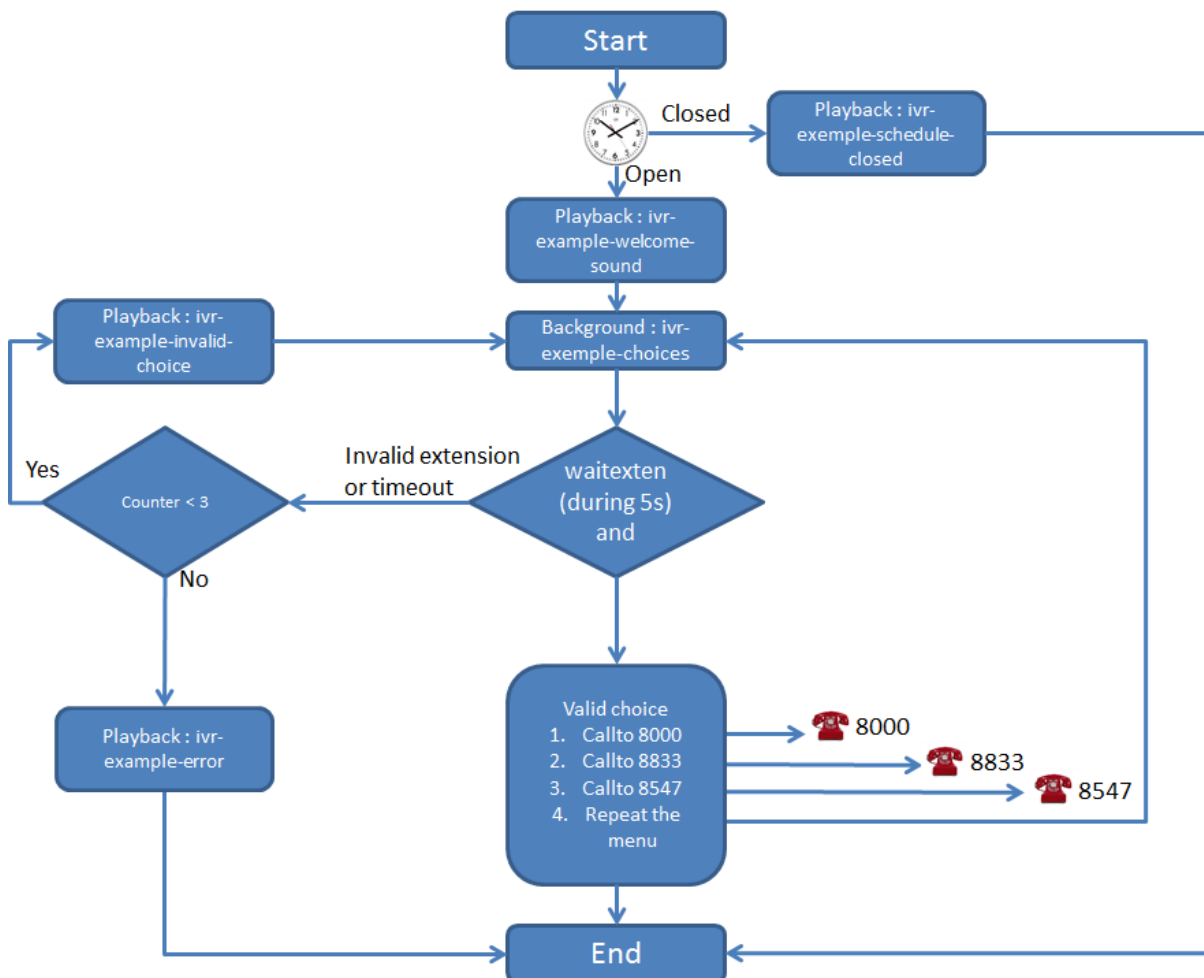 Start
Closed
Playback : ivr-
exemple-schedule-
closed
Open
Playback : ivr-
example-welcome-
sound
Playback : ivr-
example-invalid-
choice
Background : ivr-
exemple-choices
Yes
Counter < 3
Invalid extension
or timeout
waitexten
(during 5s)
and
No
Playback : ivr-
example-error
Valid choice
1. Callto 8000
2. Callto 8833
3. Callto 8547
4. Repeat the
menu
8000
8833
8547
End